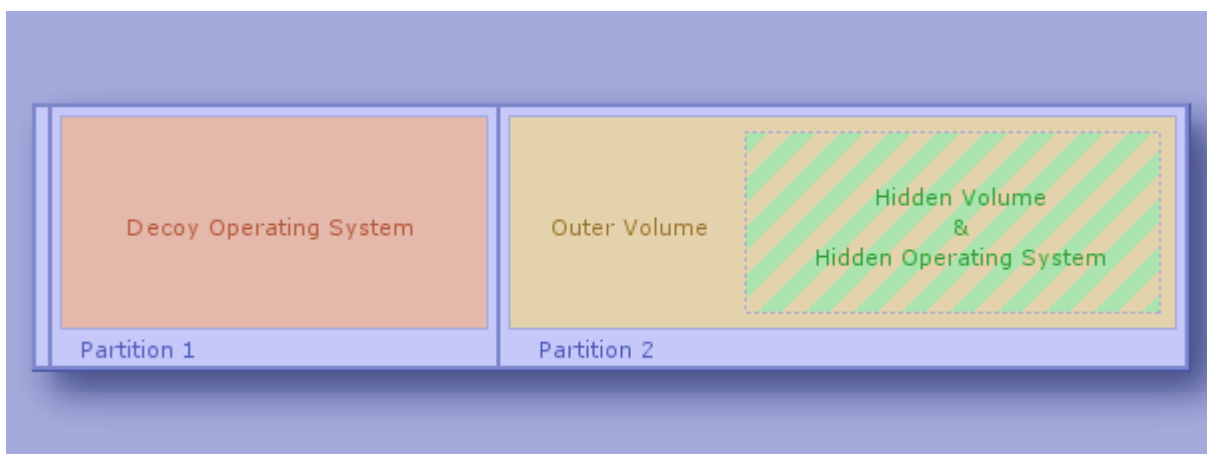 Decoy Operating System
Outer Volume
Hidden Volume
&
Hidden Operating System
Partition 1
Partition 2